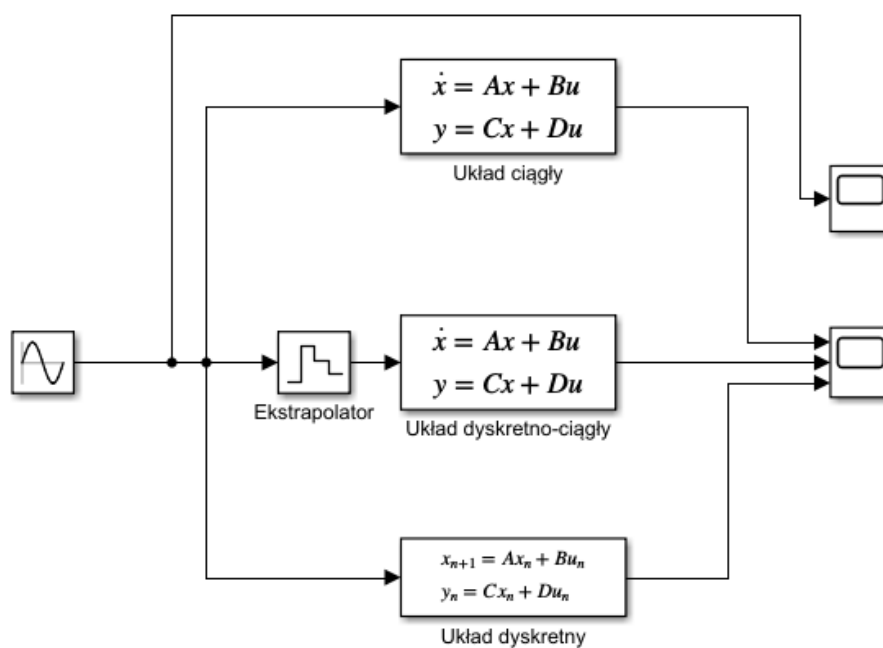 ẋ = Ax + Bu
y = Cx + Du
Układ ciągły
Ekstrapolator
ẋ = Ax + Bu
y = Cx + Du
Układ dyskretno-ciągły
xₙ₊₁ = Axₙ + Buₙ
yₙ = Cxₙ + Duₙ
Układ dyskretny